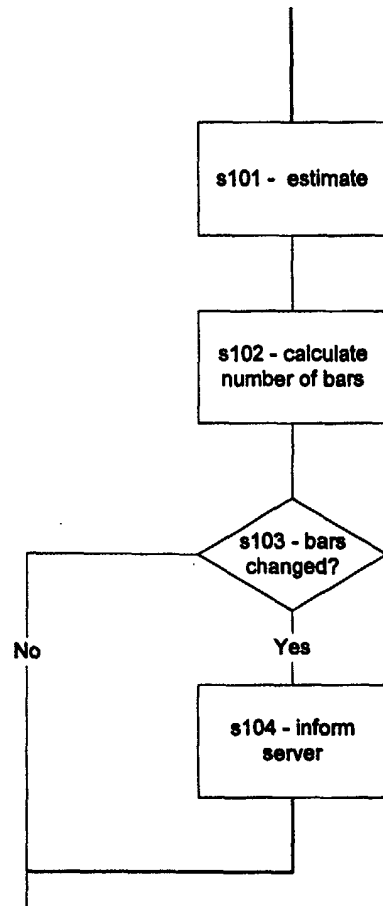 s101 - estimate
s102 - calculate
number of bars
s103 - bars
changed?
No
Yes
s104 - inform
server